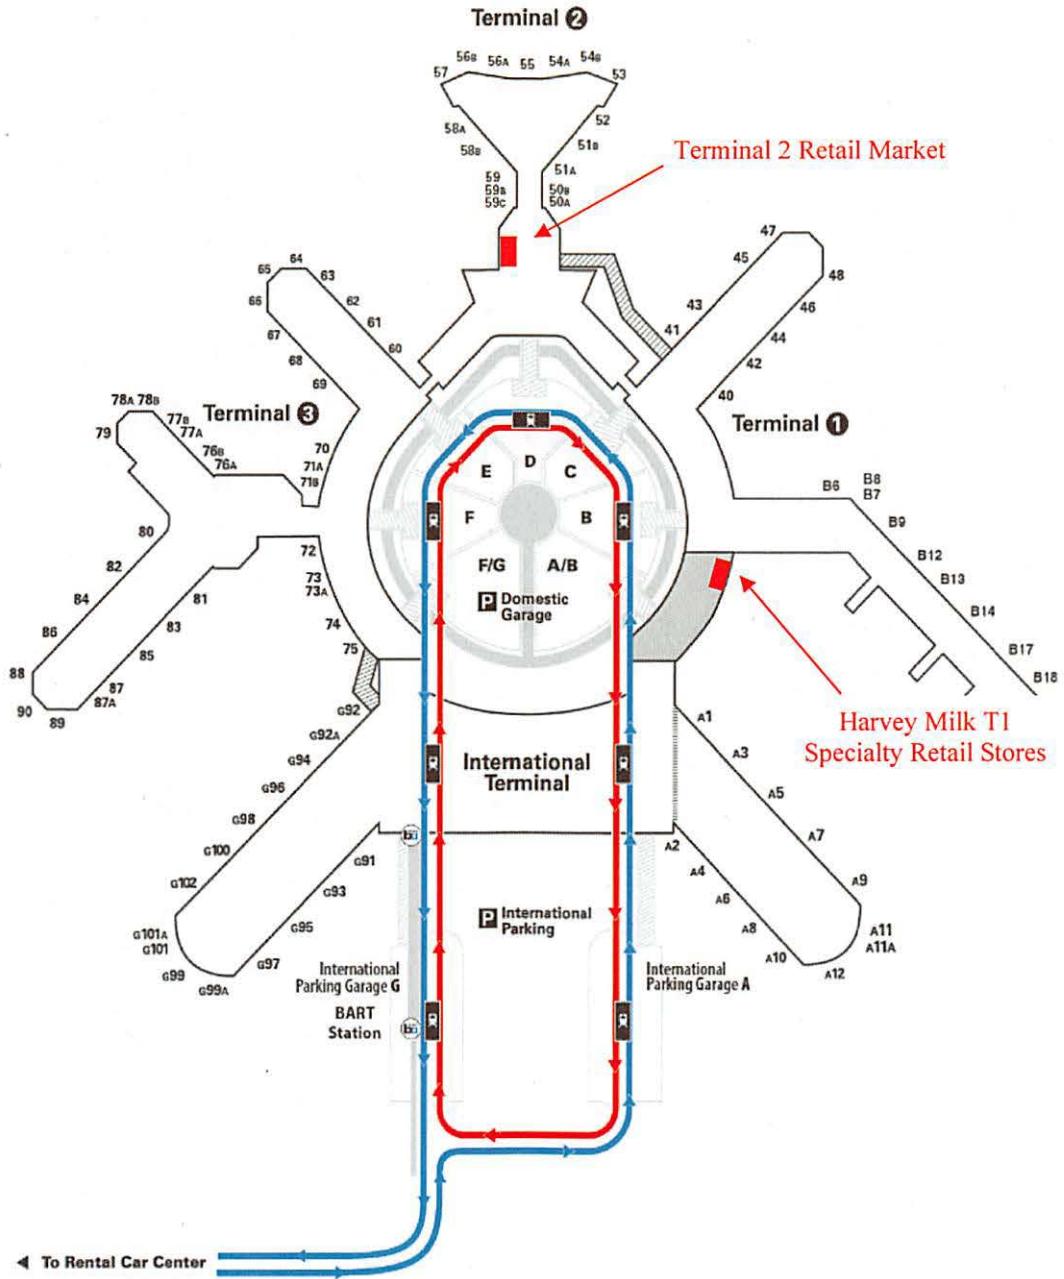 Terminal 2
56B
56A
55
54A
54B
57
53
58A
52
58B
51B
Terminal 2 Retail Market
59
51A
59B
50B
59C
50A
47
45
48
64
65
63
43
46
66
62
61
41
44
67
60
42
68
69
40
78A 78B
Terminal 3
77B
77A
Terminal 1
79
76B
76A
70
71A
71B
E
D
C
B6
B8
B7
F
B
B9
80
72
B12
82
F/G
A/B
73
73A
B13
84
81
P Domestic
Garage
B14
86
83
74
85
75
B17
88
87
87A
B18
90
89
G92
A1
G92A
Harvey Milk T1
Specialty Retail Stores
G94
A3
International
Terminal
G96
A5
G98
A7
G100
G91
A2
G102
G93
A4
A9
A6
G101A
G101
G95
P International
Parking
A8
A11
A11A
G99
G97
A10
G99A
A12
International
Parking Garage G
International
Parking Garage A
BART
Station
To Rental Car Center